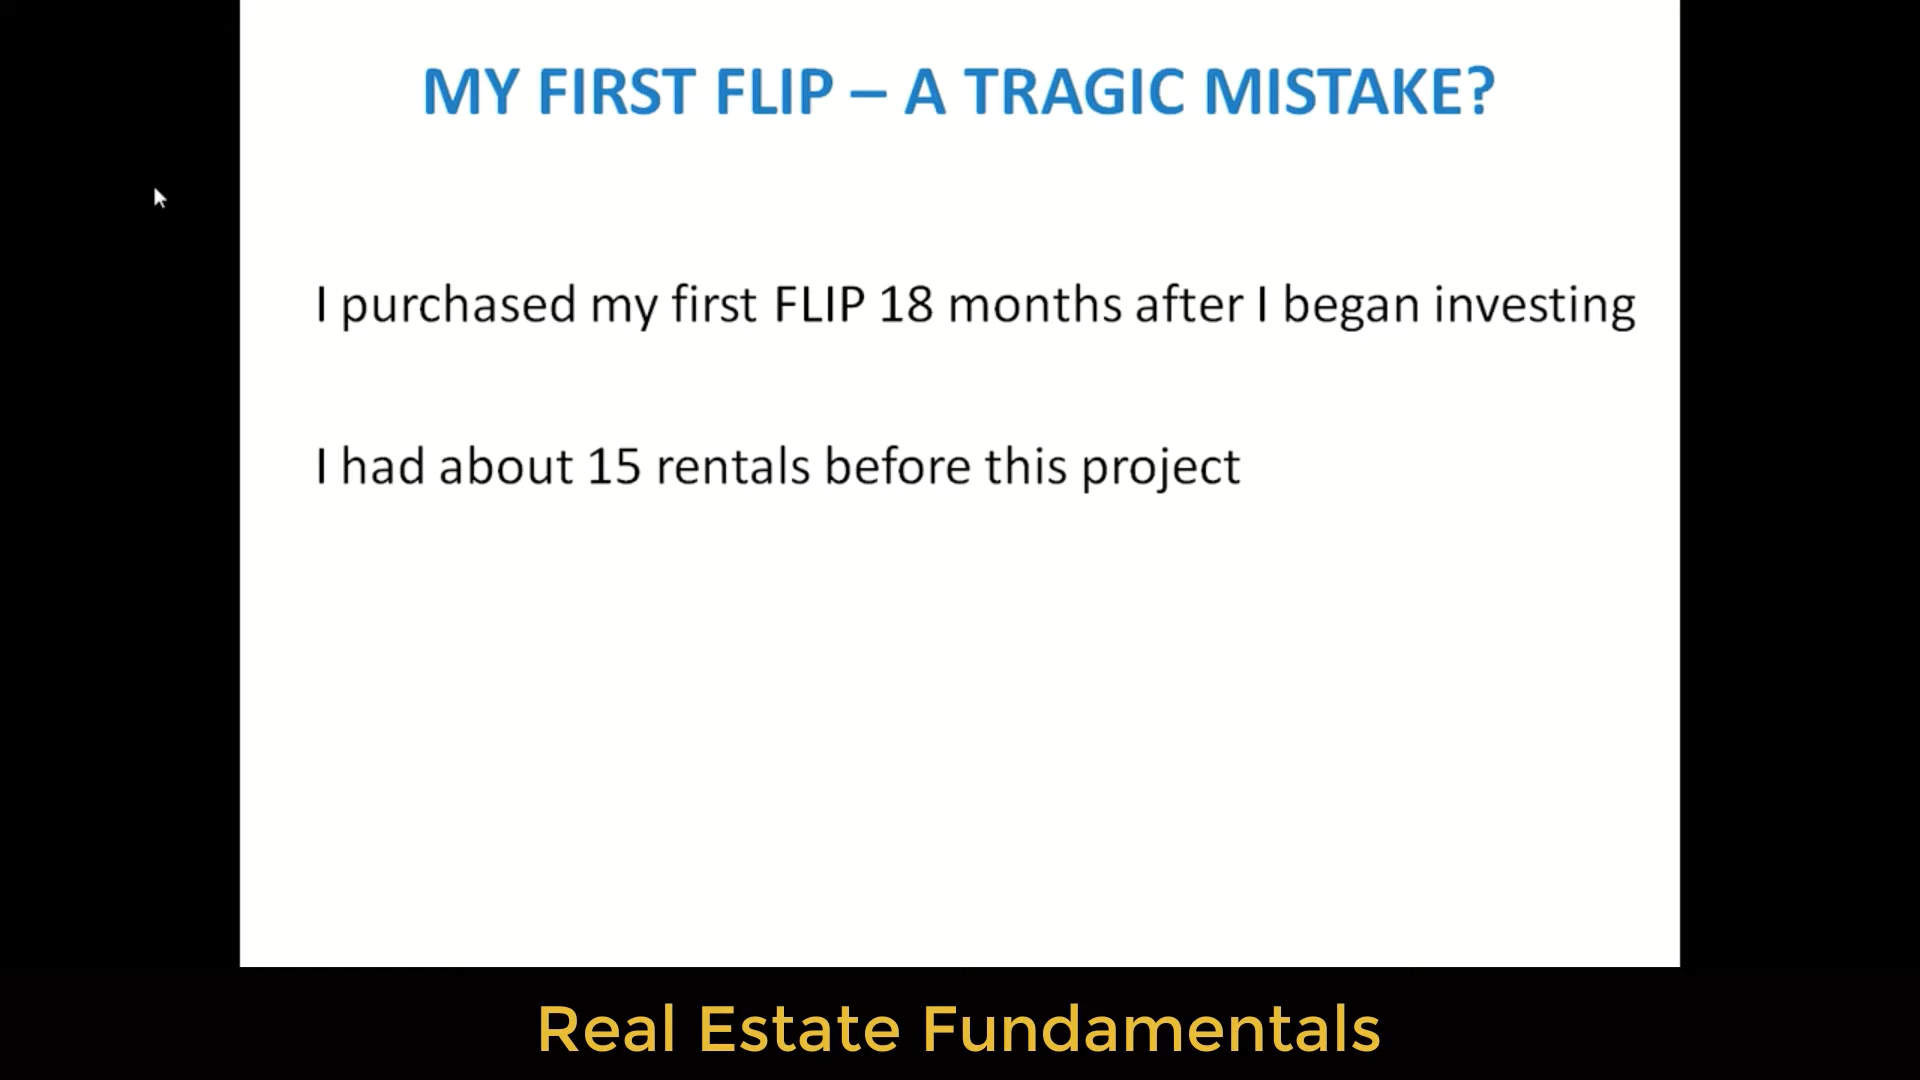 MY FIRST FLIP – A TRAGIC MISTAKE?
I purchased my first FLIP 18 months after I began investing
I had about 15 rentals before this project
Real Estate Fundamentals